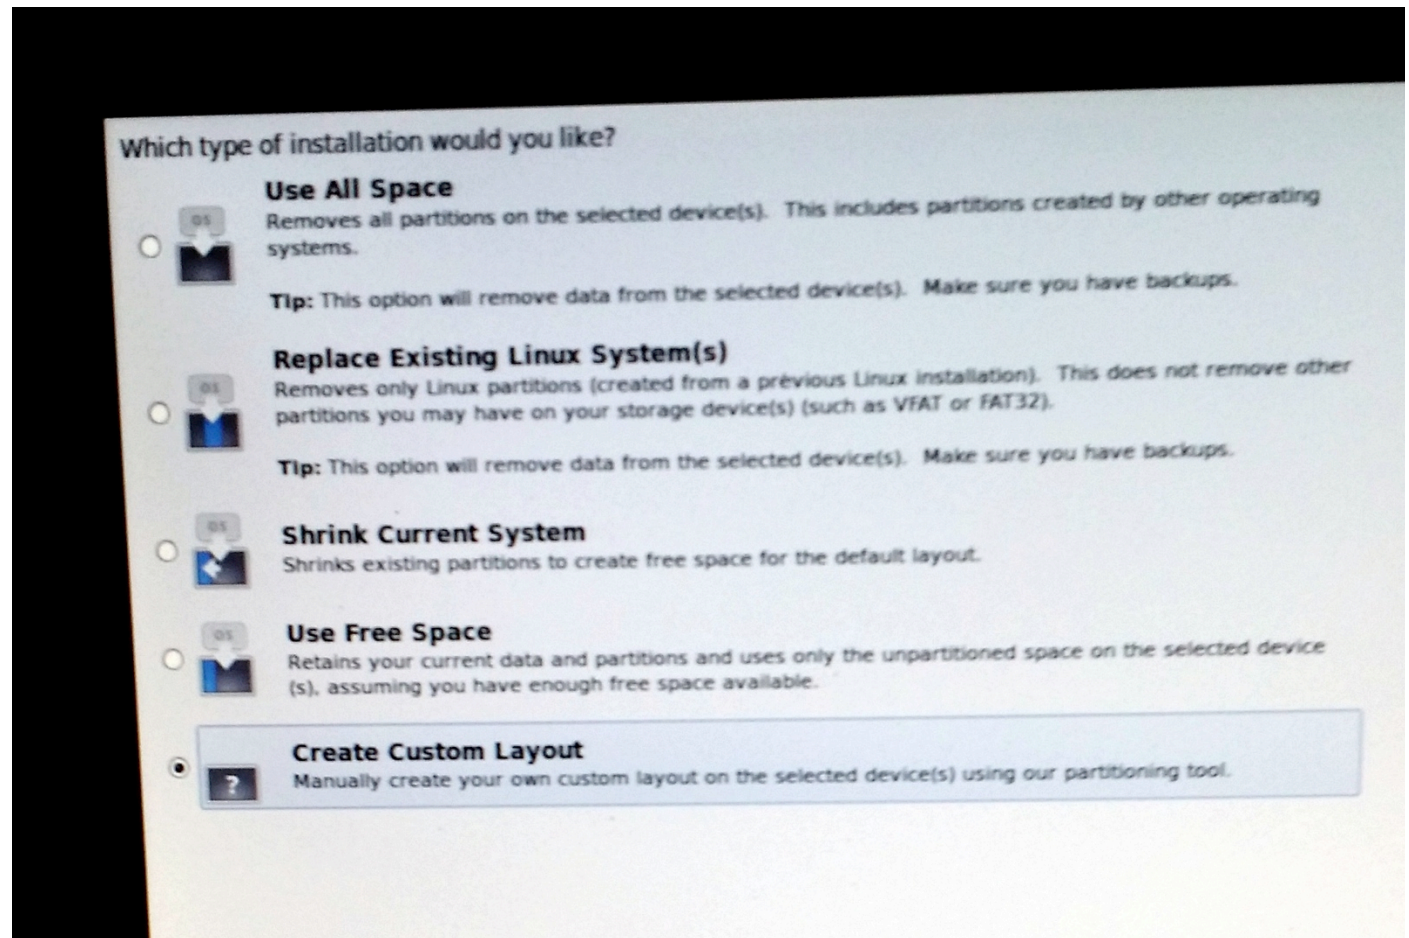 Which type of installation would you like?
Use All Space
Removes all partitions on the selected device(s).  This includes partitions created by other operating
systems.
Tip: This option will remove data from the selected device(s).  Make sure you have backups.
OS
Replace Existing Linux System(s)
Removes only Linux partitions (created from a previous Linux installation).  This does not remove other
partitions you may have on your storage device(s) (such as VFAT or FAT32).
Tip: This option will remove data from the selected device(s).  Make sure you have backups.
OS
Shrink Current System
Shrinks existing partitions to create free space for the default layout.
OS
Use Free Space
Retains your current data and partitions and uses only the unpartitioned space on the selected device
(s), assuming you have enough free space available.
OS
Create Custom Layout
Manually create your own custom layout on the selected device(s) using our partitioning tool.
?